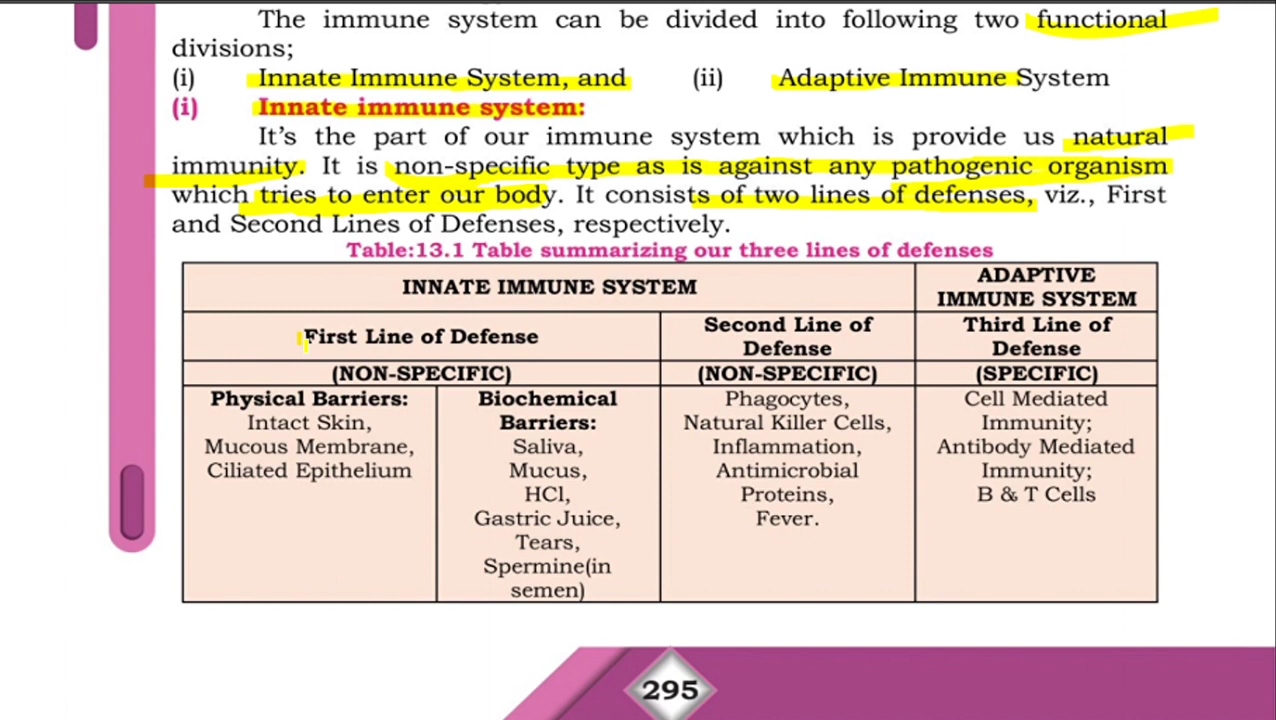 The immune system can be divided into following two functional
divisions;
(i) Innate Immune System, and (ii) Adaptive Immune System
(i) Innate immune system:
It's the part of our immune system which is provide us natural
immunity. It is non-specific type as is against any pathogenic organism
which tries to enter our body. It consists of two lines of defenses, viz., First
and Second Lines of Defenses, respectively.
Table:13.1 Table summarizing our three lines of defenses
INNATE IMMUNE SYSTEM
ADAPTIVE
IMMUNE SYSTEM
First Line of Defense
Second Line of
Defense
Third Line of
Defense
(NON-SPECIFIC)
(NON-SPECIFIC)
(SPECIFIC)
Physical Barriers:
Intact Skin,
Mucous Membrane,
Ciliated Epithelium
Biochemical
Barriers:
Saliva,
Mucus,
HCl,
Gastric Juice,
Tears,
Spermine(in
semen)
Phagocytes,
Natural Killer Cells,
Inflammation,
Antimicrobial
Proteins,
Fever.
Cell Mediated
Immunity;
Antibody Mediated
Immunity;
B & T Cells
295